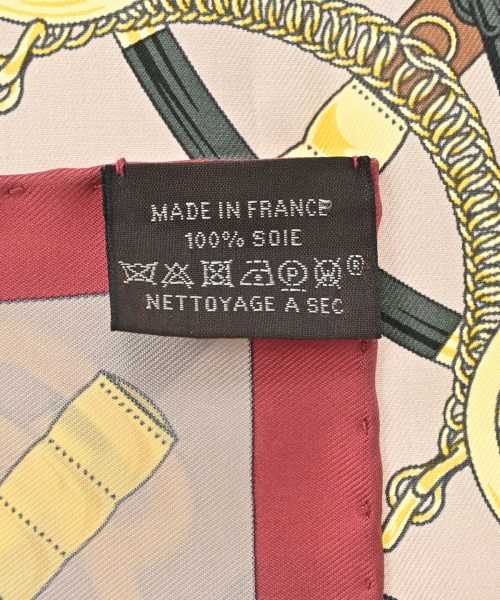 MADE IN FRANCE
100% SOIE
P W ®
NETTOYAGE A SEC